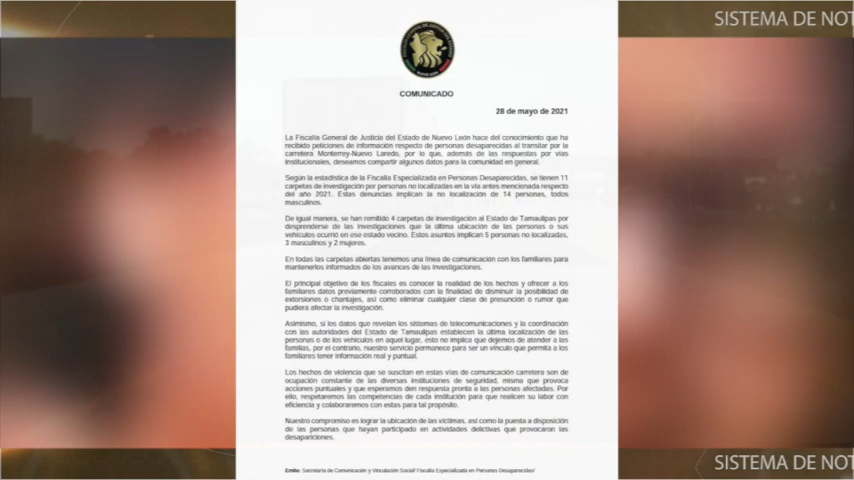 SISTEMA DE NOT
COMUNICADO
28 de mayo de 2021
La Fiscalía General de Justicia del Estado de Nuevo León hace del conocimiento que ha
recibido peticiones de información respecto de personas desaparecidas al transitar por la
carretera Monterrey-Nuevo Laredo, por lo que, además de las respuestas por vías
institucionales, deseamos compartir algunos datos para la comunidad en general.
Según la estadística de la Fiscalía Especializada en Personas Desaparecidas, se tienen 11
carpetas de investigación por personas no localizadas en la vía antes mencionada respecto
del año 2021. Estas denuncias implican la no localización de 14 personas, todos
masculinos.
De igual manera, se han remitido 4 carpetas de investigación al Estado de Tamaulipas por
desprenderse de las investigaciones que la última ubicación de las personas o sus
vehículos ocurrió en ese estado vecino. Estos asuntos implican 5 personas no localizadas,
3 masculinos y 2 mujeres.
En todas las carpetas abiertas tenemos una línea de comunicación con los familiares para
mantenerlos informados de los avances de las investigaciones.
El principal objetivo de los fiscales es conocer la realidad de los hechos y ofrecer a los
familiares datos previamente corroborados con la finalidad de disminuir la posibilidad de
extorsiones o chantajes, así como eliminar cualquier clase de presunción o rumor que
pudiera afectar la investigación.
Asimismo, si los datos que revelan los sistemas de telecomunicaciones y la coordinación
con las autoridades del Estado de Tamaulipas establecen la última localización de las
personas o de los vehículos en aquel lugar, esto no implica que dejemos de atender a las
familias, por el contrario, nuestro servicio permanece para ser un vínculo que permita a los
familiares tener información real y puntual.
Los hechos de violencia que se suscitan en estas vías de comunicación carretera son de
ocupación constante de las diversas instituciones de seguridad, misma que provoca
acciones puntuales y que esperamos den respuesta pronta a las personas afectadas. Por
ello, respetaremos las competencias de cada institución para que realicen su labor con
eficiencia y colaboraremos con estas para tal propósito.
Nuestro compromiso es lograr la ubicación de las víctimas, así como la puesta a disposición
de las personas que hayan participado en actividades delictivas que provocaron las
desapariciones.
Emite: Secretaría de Comunicación y Vinculación Social/ Fiscalía Especializada en Personas Desaparecidas/
SISTEMA DE NOT